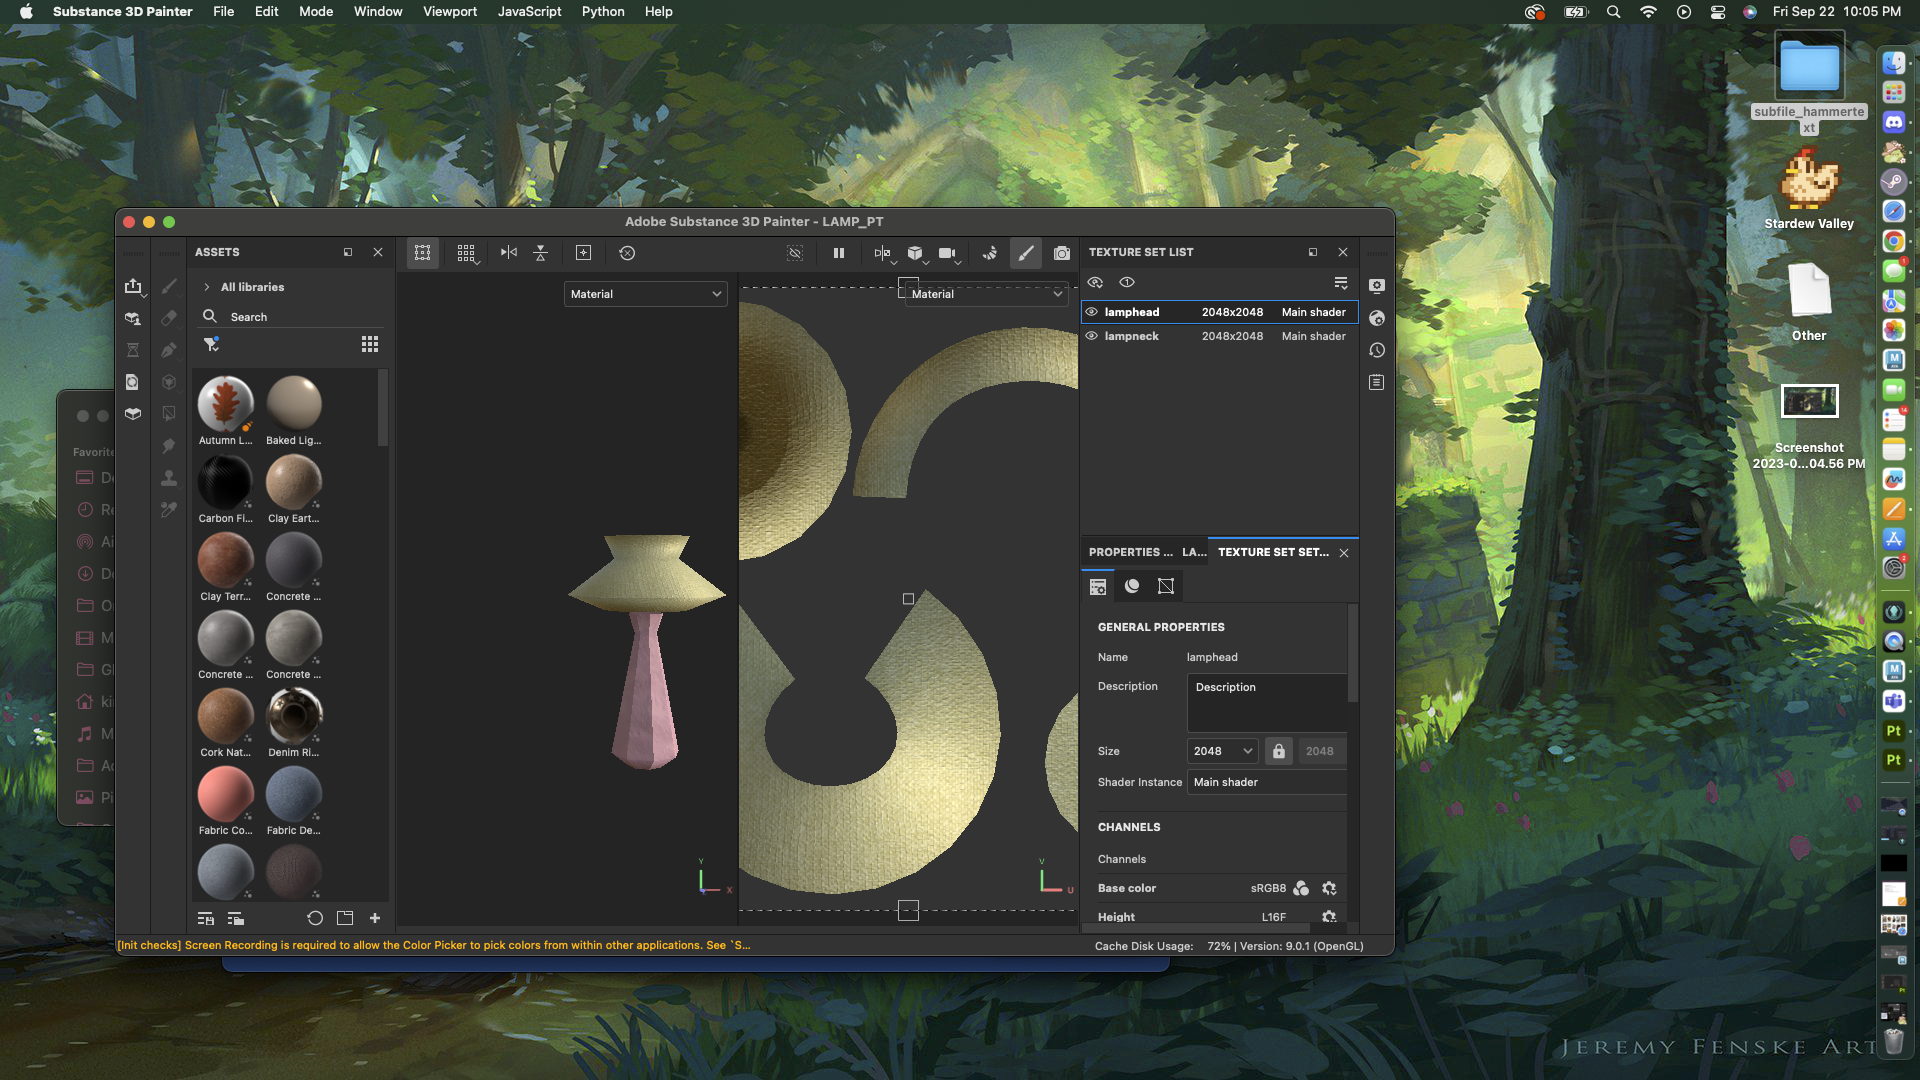 Substance 3D Painter File Edit Mode Window Viewport JavaScript Python Help Fri Sep 22 10:05 PM
subfile_hammerte
xt
Stardew Valley
Other
Screenshot
2023-0...04.56 PM
Adobe Substance 3D Painter - LAMP_PT
ASSETS
All libraries
Search
Autumn L... Baked Lig...
Carbon Fi... Clay Eart...
Clay Terr... Concrete ...
Concrete ... Concrete ...
Cork Nat... Denim Ri...
Fabric Co... Fabric De...
Material
Material
Y
X
V
U
TEXTURE SET LIST
lamphead 2048x2048 Main shader
lampneck 2048x2048 Main shader
PROPERTIES ... LA... TEXTURE SET SET...
GENERAL PROPERTIES
Name lamphead
Description Description
Size 2048 2048
Shader Instance Main shader
CHANNELS
Channels
Base color sRGB8
Height L16F
[Init checks] Screen Recording is required to allow the Color Picker to pick colors from within other applications. See `S...
Cache Disk Usage: 72% | Version: 9.0.1 (OpenGL)
Favorite
Pt
Pt
JEREMY FENSKE ART